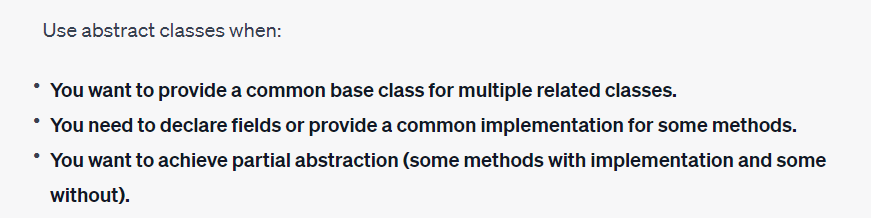 Use abstract classes when:
• You want to provide a common base class for multiple related classes.
• You need to declare fields or provide a common implementation for some methods.
• You want to achieve partial abstraction (some methods with implementation and some
without).